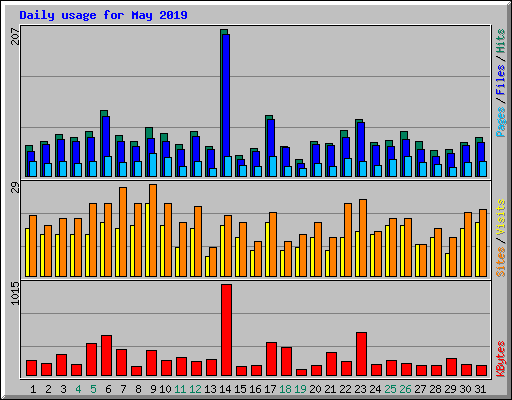 Daily usage for May 2019
207
Pages / Files / Hits
29
Sites / Visits
1015
KBytes
1 2 3 4 5 6 7 8 9 10 11 12 13 14 15 16 17 18 19 20 21 22 23 24 25 26 27 28 29 30 31